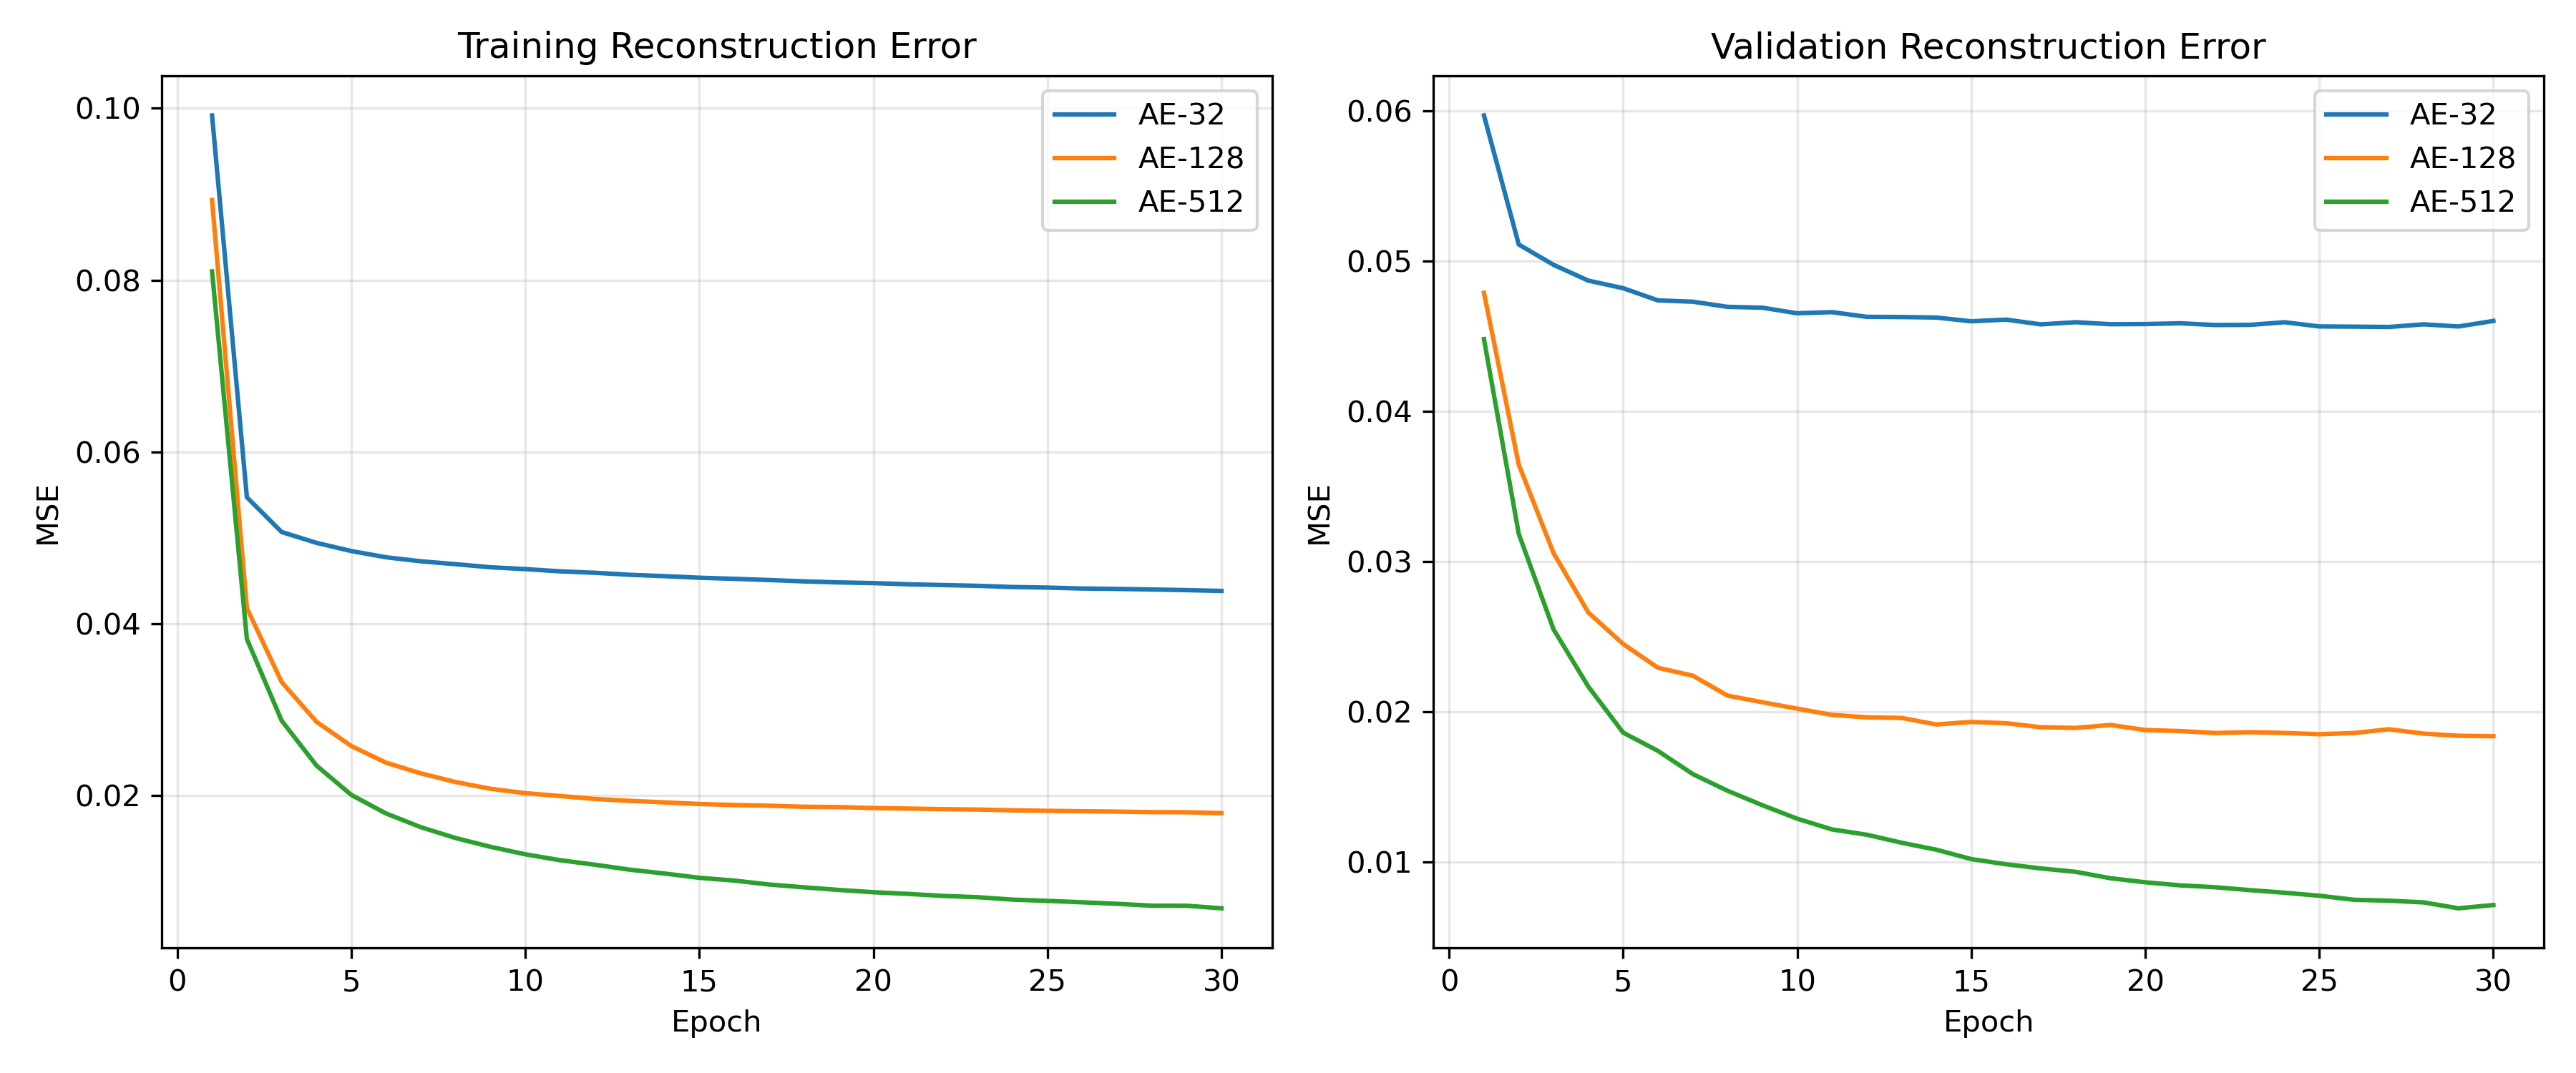 Training Reconstruction Error
MSE
0.10
0.08
0.06
0.04
0.02
AE-32
AE-128
AE-512
0 5 10 15 20 25 30
Epoch
Validation Reconstruction Error
MSE
0.06
0.05
0.04
0.03
0.02
0.01
AE-32
AE-128
AE-512
0 5 10 15 20 25 30
Epoch